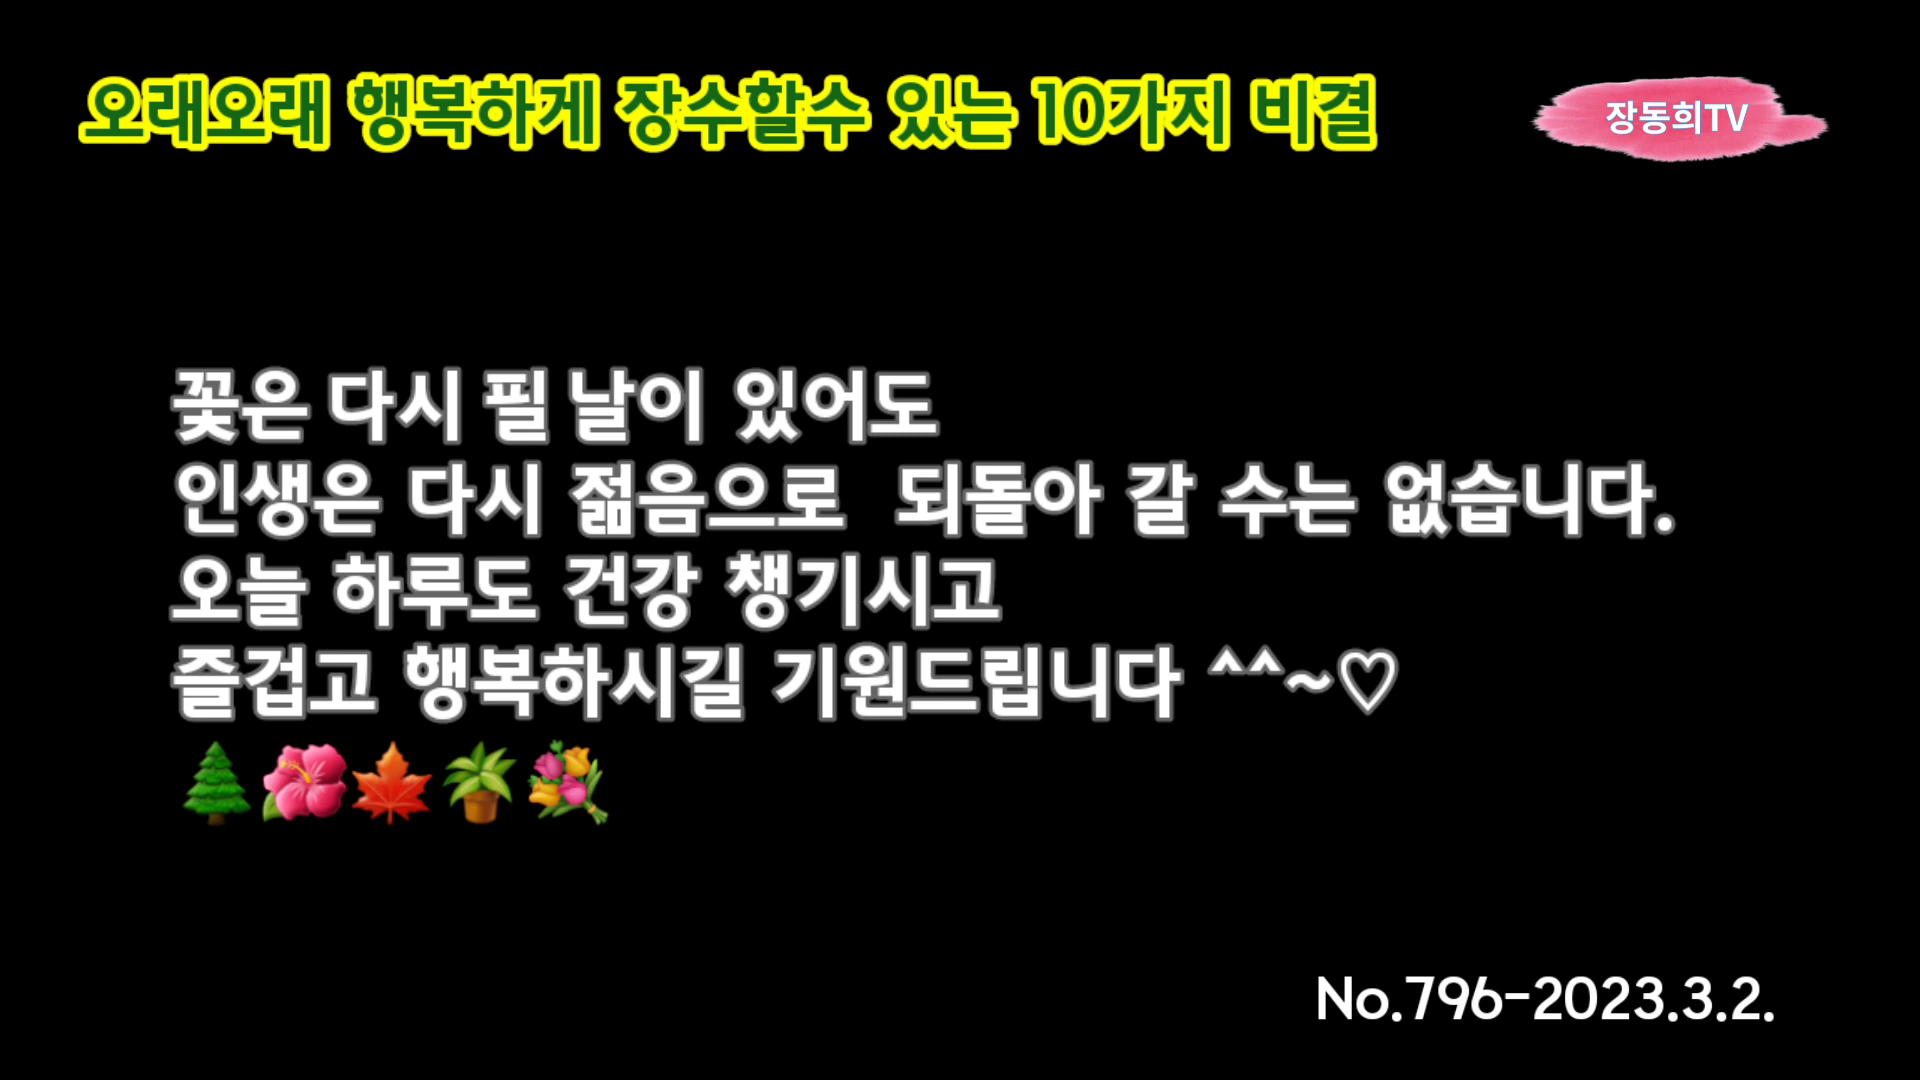 오래오래 행복하게 장수할수 있는 10가지 비결
장동희TV
꽃은 다시 필 날이 있어도
인생은 다시 젊음으로 되돌아 갈 수는 없습니다.
오늘 하루도 건강 챙기시고
즐겁고 행복하시길 기원드립니다 ^^~♡
🌲🌺🍁🪴💐
No.796-2023.3.2.